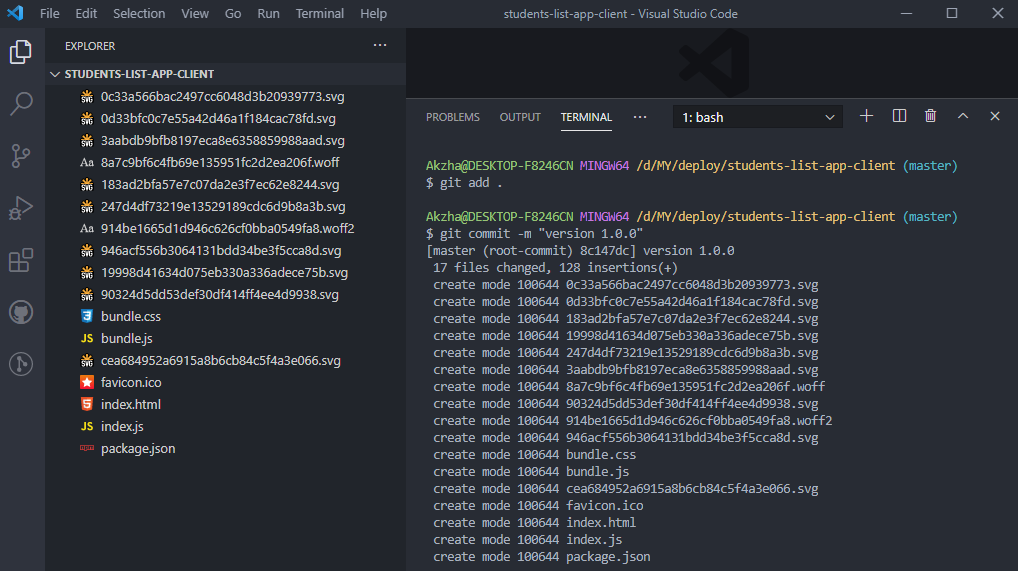 File Edit Selection View Go Run Terminal Help students-list-app-client - Visual Studio Code
EXPLORER
STUDENTS-LIST-APP-CLIENT
0c33a566bac2497cc6048d3b20939773.svg
0d33bfc0c7e55a42d46a1f184cac78fd.svg
3aabdb9bfb8197eca8e6358859988aad.svg
8a7c9bf6c4fb69e135951fc2d2ea206f.woff
183ad2bfa57e7c07da2e3f7ec62e8244.svg
247d4df73219e13529189cdc6d9b8a3b.svg
914be1665d1d946c626cf0bba0549fa8.woff2
946acf556b3064131bdd34be3f5cca8d.svg
19998d41634d075eb330a336adece75b.svg
90324d5dd53def30df414ff4ee4d9938.svg
bundle.css
JS bundle.js
cea684952a6915a8b6cb84c5f4a3e066.svg
favicon.ico
index.html
JS index.js
package.json
PROBLEMS OUTPUT TERMINAL ··· 1: bash
Akzha@DESKTOP-F8246CN MINGW64 /d/MY/deploy/students-list-app-client (master)
$ git add .
Akzha@DESKTOP-F8246CN MINGW64 /d/MY/deploy/students-list-app-client (master)
$ git commit -m "version 1.0.0"
[master (root-commit) 8c147dc] version 1.0.0
17 files changed, 128 insertions(+)
create mode 100644 0c33a566bac2497cc6048d3b20939773.svg
create mode 100644 0d33bfc0c7e55a42d46a1f184cac78fd.svg
create mode 100644 183ad2bfa57e7c07da2e3f7ec62e8244.svg
create mode 100644 19998d41634d075eb330a336adece75b.svg
create mode 100644 247d4df73219e13529189cdc6d9b8a3b.svg
create mode 100644 3aabdb9bfb8197eca8e6358859988aad.svg
create mode 100644 8a7c9bf6c4fb69e135951fc2d2ea206f.woff
create mode 100644 90324d5dd53def30df414ff4ee4d9938.svg
create mode 100644 914be1665d1d946c626cf0bba0549fa8.woff2
create mode 100644 946acf556b3064131bdd34be3f5cca8d.svg
create mode 100644 bundle.css
create mode 100644 bundle.js
create mode 100644 cea684952a6915a8b6cb84c5f4a3e066.svg
create mode 100644 favicon.ico
create mode 100644 index.html
create mode 100644 index.js
create mode 100644 package.json